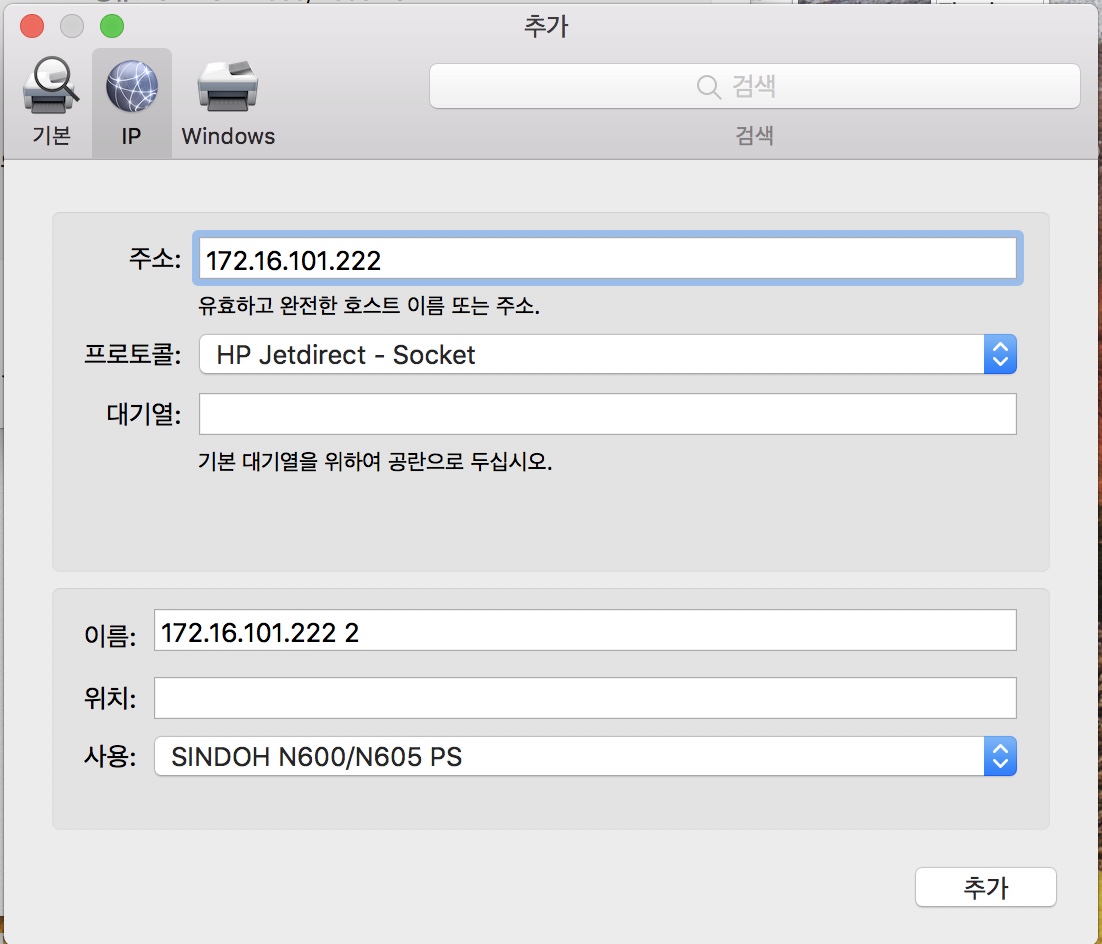 추가
기본
IP
Windows
검색
검색
주소: 172.16.101.222
유효하고 완전한 호스트 이름 또는 주소.
프로토콜: HP Jetdirect - Socket
대기열:
기본 대기열을 위하여 공란으로 두십시오.
이름: 172.16.101.222 2
위치:
사용: SINDOH N600/N605 PS
추가